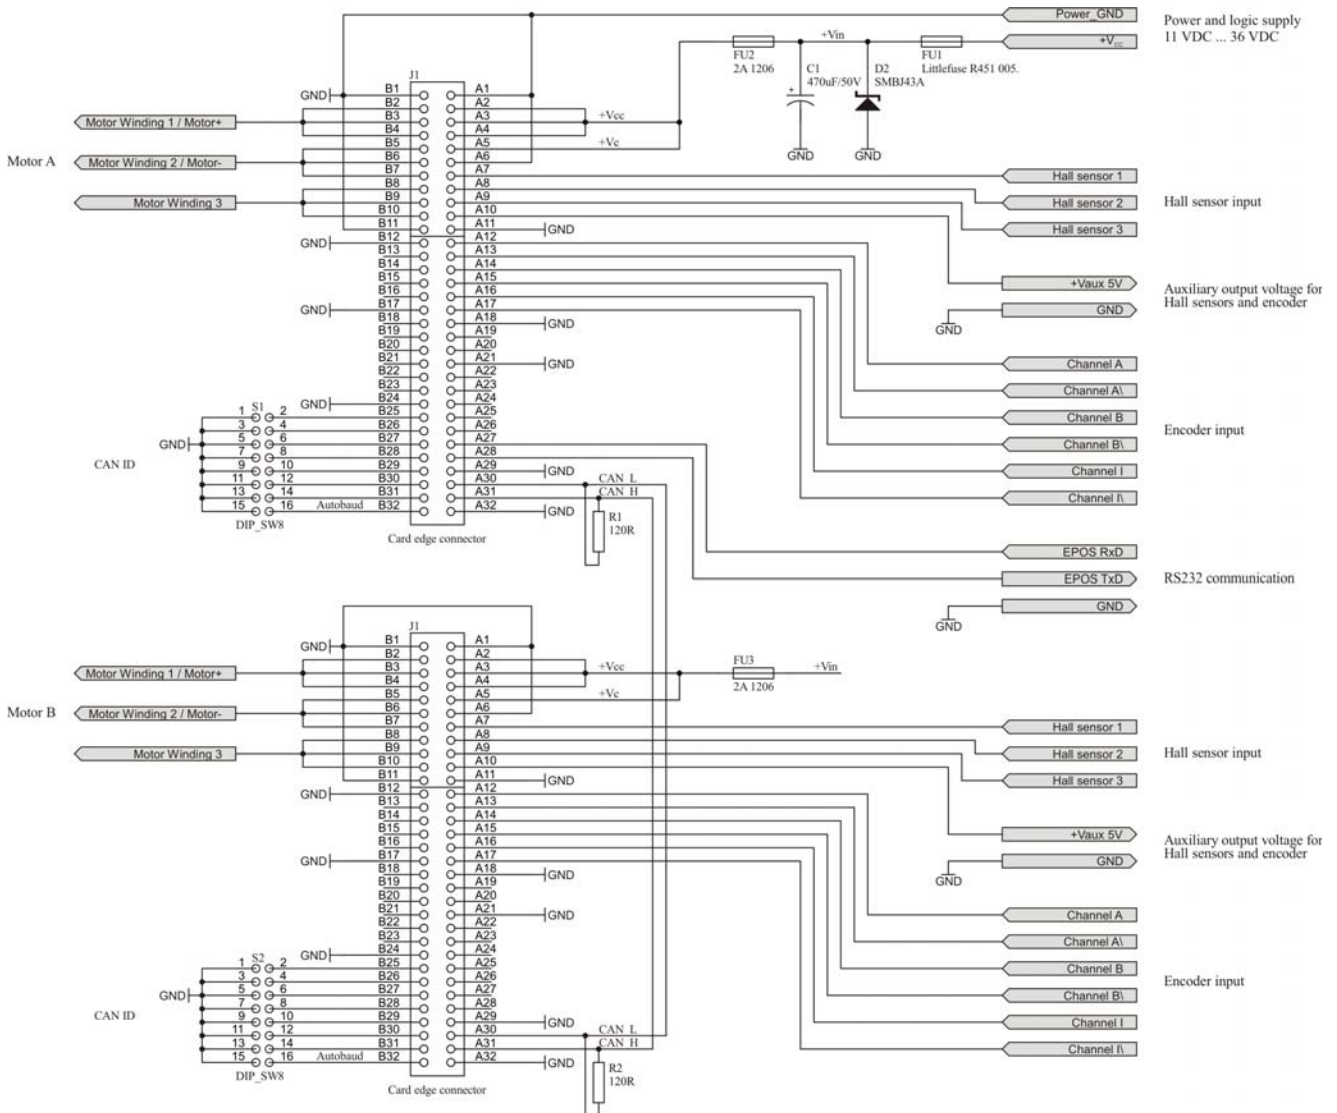 Power_GND
Power and logic supply
11 VDC ... 36 VDC
+Vcc
+Vin
FU2
2A 1206
C1
470uF/50V
+
D2
SMBJ43A
FU1
Littlefuse R451 005.
GND
GND
J1
GND
B1 A1
B2 A2
B3 A3
B4 A4
B5 A5
B6 A6
B7 A7
B8 A8
B9 A9
B10 A10
B11 A11
B12 A12
B13 A13
B14 A14
B15 A15
B16 A16
B17 A17
B18 A18
B19 A19
B20 A20
B21 A21
B22 A22
B23 A23
B24 A24
B25 A25
B26 A26
B27 A27
B28 A28
B29 A29
B30 A30
B31 A31
B32 A32
+Vcc
+Vc
Motor A
Motor Winding 1 / Motor+
Motor Winding 2 / Motor-
Motor Winding 3
GND
GND
GND
GND
GND
GND
GND
GND
Hall sensor 1
Hall sensor 2
Hall sensor 3
Hall sensor input
+Vaux 5V
GND
GND
Auxiliary output voltage for
Hall sensors and encoder
Channel A
Channel A\
Channel B
Channel B\
Channel I
Channel I\
Encoder input
CAN ID
GND
S1
1 2
3 4
5 6
7 8
9 10
11 12
13 14
15 16
DIP_SW8
Autobaud
Card edge connector
CAN L
CAN H
R1
120R
EPOS RxD
EPOS TxD
GND
GND
RS232 communication
J1
GND
B1 A1
B2 A2
B3 A3
B4 A4
B5 A5
B6 A6
B7 A7
B8 A8
B9 A9
B10 A10
B11 A11
B12 A12
B13 A13
B14 A14
B15 A15
B16 A16
B17 A17
B18 A18
B19 A19
B20 A20
B21 A21
B22 A22
B23 A23
B24 A24
B25 A25
B26 A26
B27 A27
B28 A28
B29 A29
B30 A30
B31 A31
B32 A32
+Vcc
+Vc
FU3
2A 1206
+Vin
Motor B
Motor Winding 1 / Motor+
Motor Winding 2 / Motor-
Motor Winding 3
GND
GND
GND
GND
GND
GND
GND
GND
Hall sensor 1
Hall sensor 2
Hall sensor 3
Hall sensor input
+Vaux 5V
GND
GND
Auxiliary output voltage for
Hall sensors and encoder
Channel A
Channel A\
Channel B
Channel B\
Channel I
Channel I\
Encoder input
CAN ID
GND
S2
1 2
3 4
5 6
7 8
9 10
11 12
13 14
15 16
DIP_SW8
Autobaud
Card edge connector
CAN L
CAN H
R2
120R